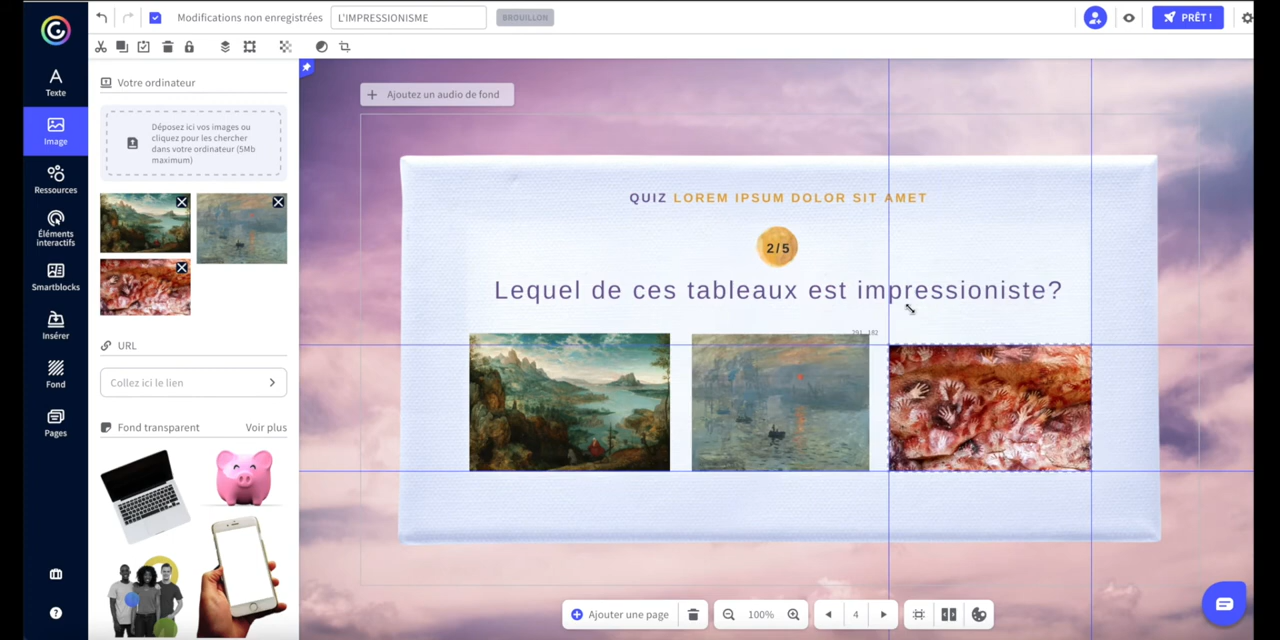 Modifications non enregistrées
L'IMPRESSIONISME
BROUILLON
PRÊT !
Texte
Image
Ressources
Éléments
interactifs
Smartblocks
Insérer
Fond
Pages
Votre ordinateur
Déposez ici vos images ou
cliquez pour les chercher
dans votre ordinateur (5Mb
maximum)
URL
Collez ici le lien
Fond transparent
Voir plus
Ajoutez un audio de fond
QUIZ LOREM IPSUM DOLOR SIT AMET
2/5
Lequel de ces tableaux est impressioniste?
Ajouter une page
100%
4